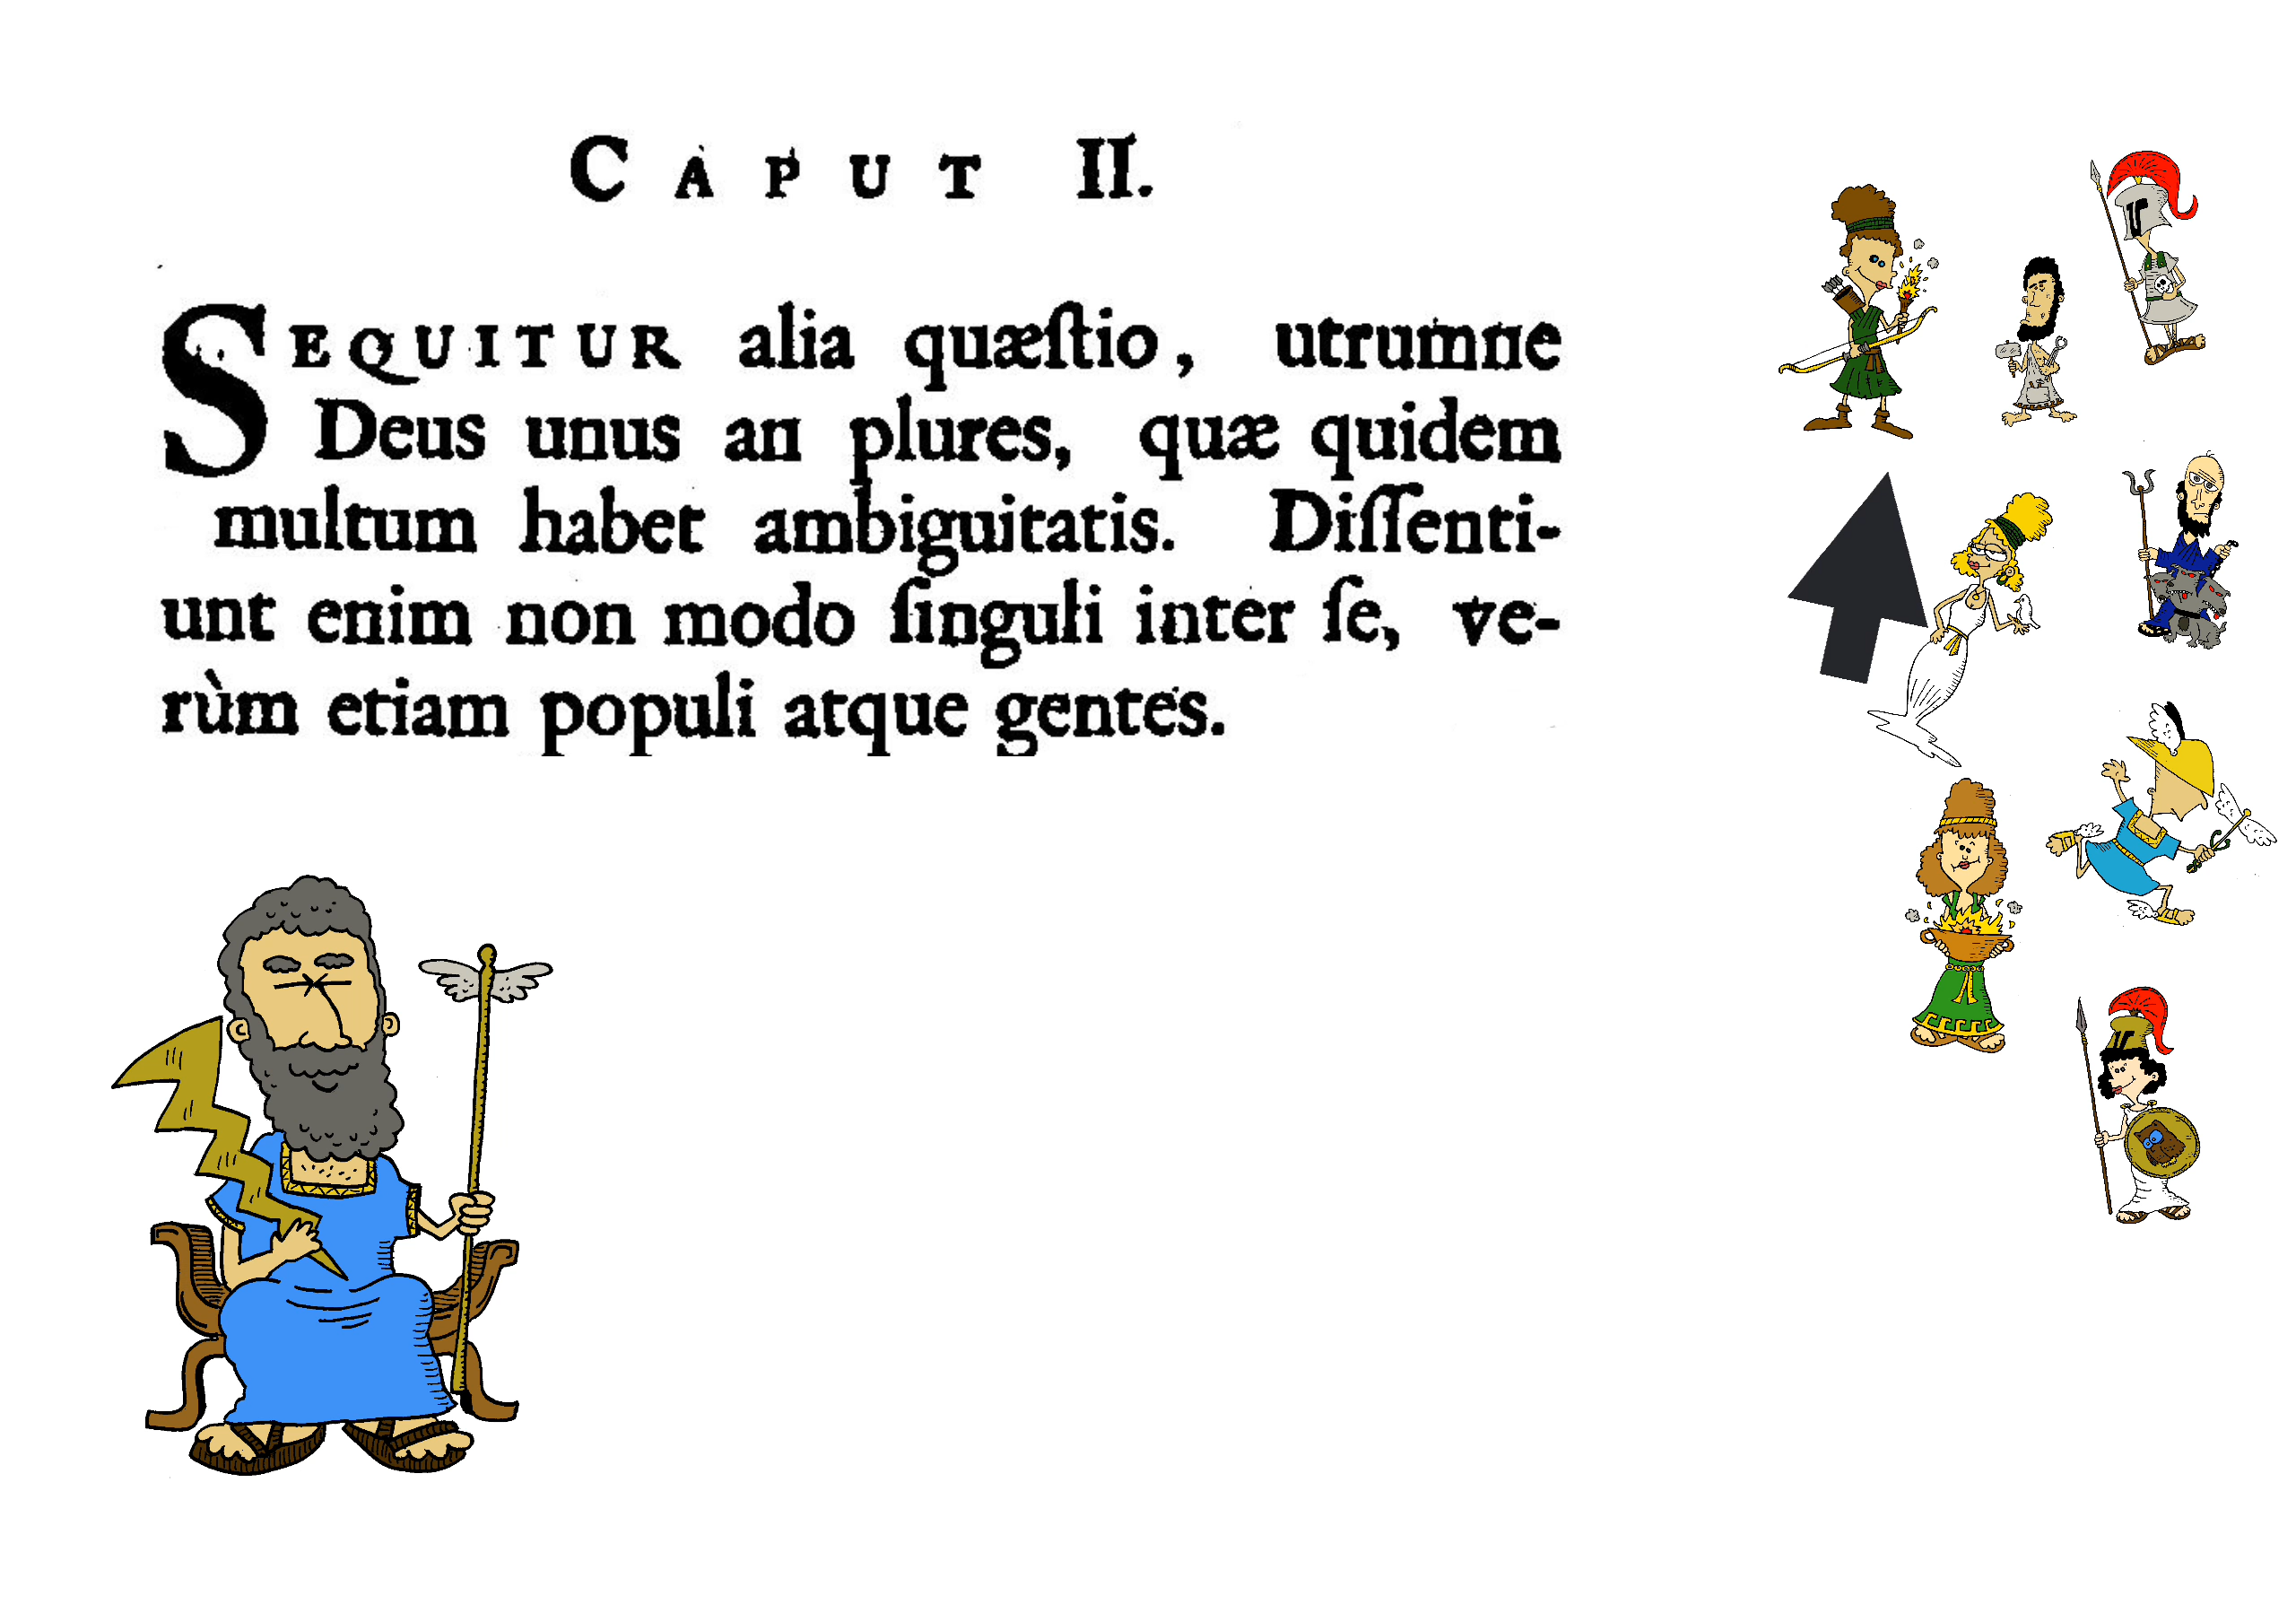 CAPUT II.
SEQUITUR alia quæſtio, utrumne
Deus unus an plures, quæ quidem
multum habet ambiguitatis. Diſſenti-
unt enim non modo ſinguli inter ſe, ve-
rùm etiam populi atque gentes.